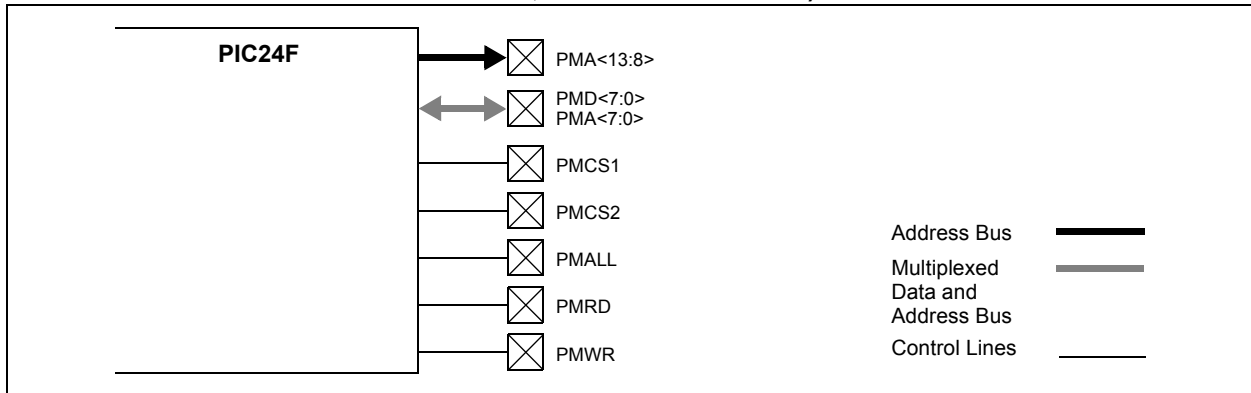 PIC24F
PMA<13:8>
PMD<7:0>
PMA<7:0>
PMCS1
PMCS2
PMALL
PMRD
PMWR
Address Bus
Multiplexed
Data and
Address Bus
Control Lines